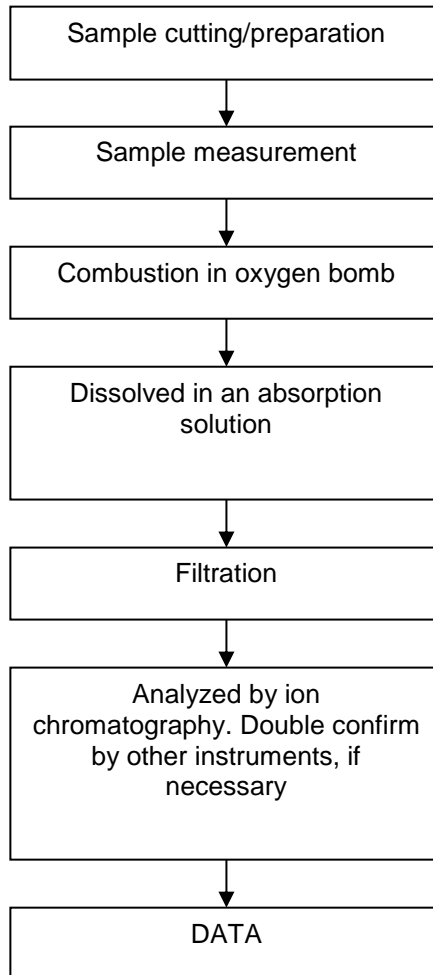 Sample cutting/preparation
Sample measurement
Combustion in oxygen bomb
Dissolved in an absorption
solution
Filtration
Analyzed by ion
chromatography. Double confirm
by other instruments, if
necessary
DATA